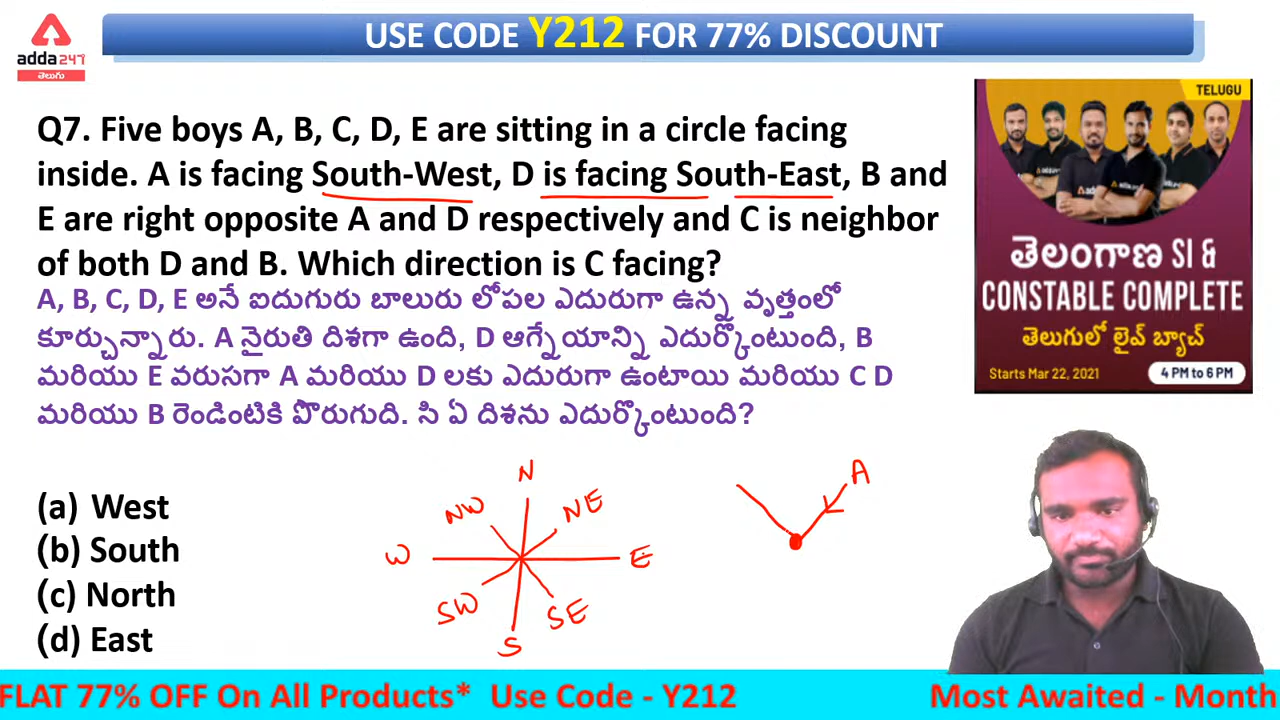 USE CODE Y212 FOR 77% DISCOUNT
adda247
తెలుగు
Q7. Five boys A, B, C, D, E are sitting in a circle facing
inside. A is facing South-West, D is facing South-East, B and
E are right opposite A and D respectively and C is neighbor
of both D and B. Which direction is C facing?
A, B, C, D, E అనే ఐదుగురు బాలురు లోపల ఎదురుగా ఉన్న వృత్తంలో
కూర్చున్నారు. A నైరుతి దిశగా ఉంది, D ఆగ్నేయాన్ని ఎదుర్కొంటుంది, B
మరియు E వరుసగా A మరియు D లకు ఎదురుగా ఉంటాయి మరియు C D
మరియు B రెండింటికి పొరుగుది. సి ఏ దిశను ఎదుర్కొంటుంది?
(a) West
(b) South
(c) North
(d) East
N
NW
NE
W
E
SW
SE
S
A
TELUGU
తెలంగాణ SI &
CONSTABLE COMPLETE
తెలుగులో లైవ్ బ్యాచ్
Starts Mar 22, 2021
4 PM to 6 PM
FLAT 77% OFF On All Products* Use Code - Y212
Most Awaited - Month